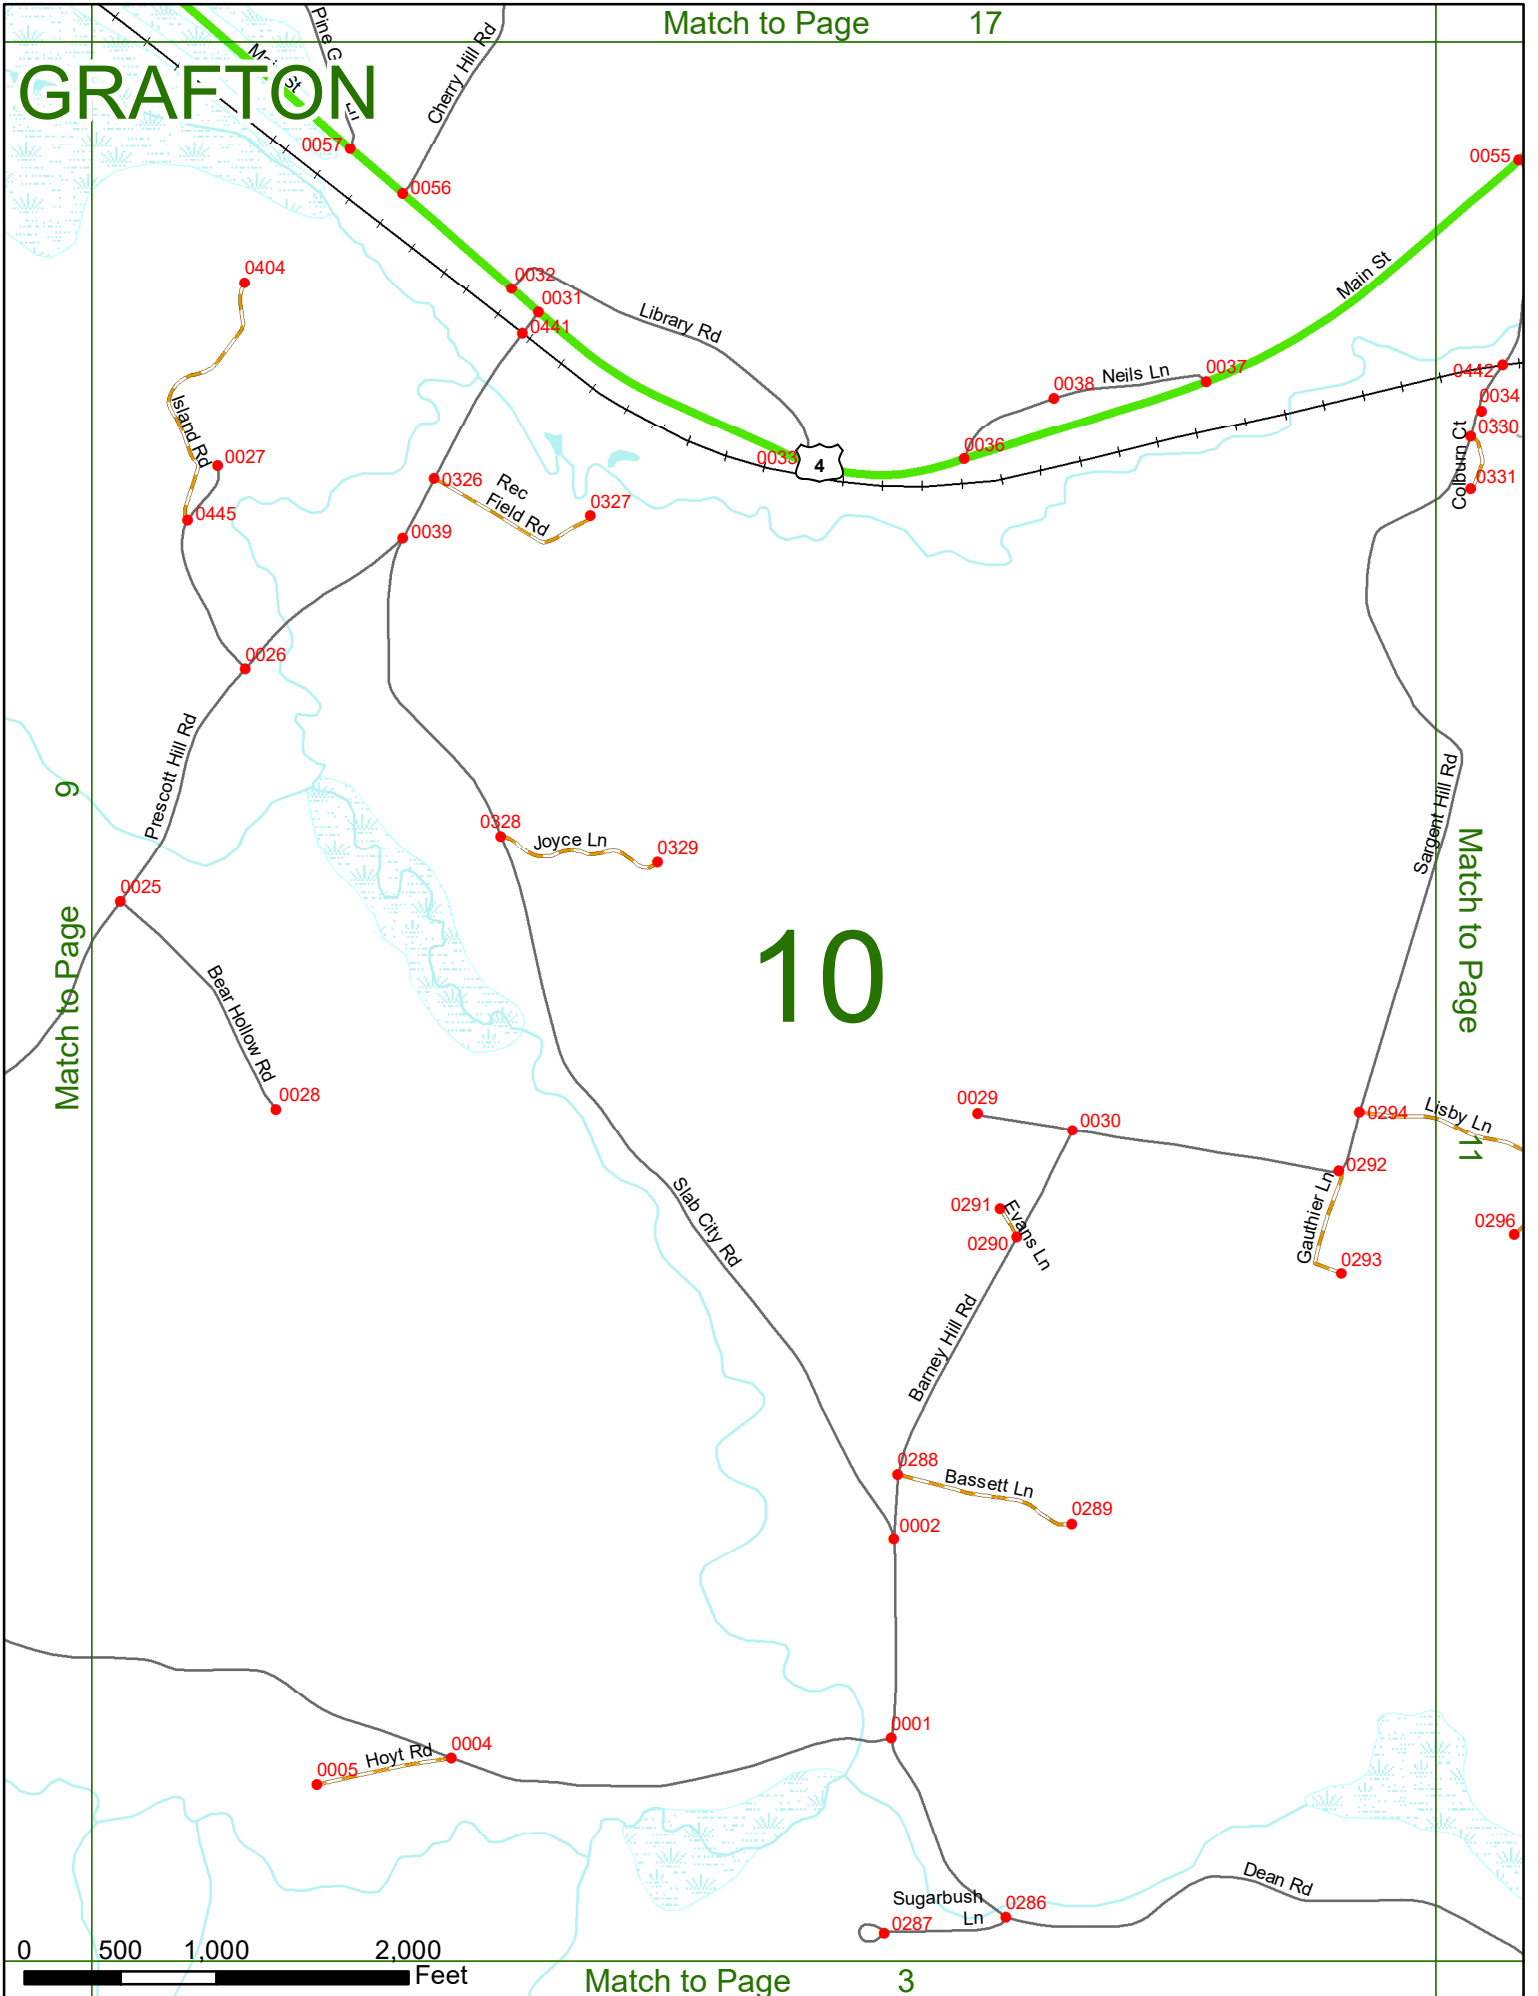 Match to Page 17
GRAFTON
Pine G
Ln
Cherry Hill Rd
0057
0056
0055
0404
0032
0031
0441
Library Rd
Main St
Neils Ln
0037
0038
0442
0034
0330
0331
Colburn Ct
0036
0033
4
Island Rd
0027
0445
0326
Rec
Field Rd
0327
0039
0026
Prescott Hill Rd
9
Match to Page
0328
Joyce Ln
0329
Sargent Hill Rd
Match to Page
11
0025
10
Bear Hollow Rd
0028
0029
0030
0294
Lisby Ln
0292
Gauthier Ln
0293
0296
0291
Evans Ln
0290
Slab City Rd
Barney Hill Rd
0288
Bassett Ln
0289
0002
0001
0004
Hoyt Rd
0005
Dean Rd
Sugarbush
Ln
0286
0287
0 500 1,000 2,000
Feet
Match to Page 3